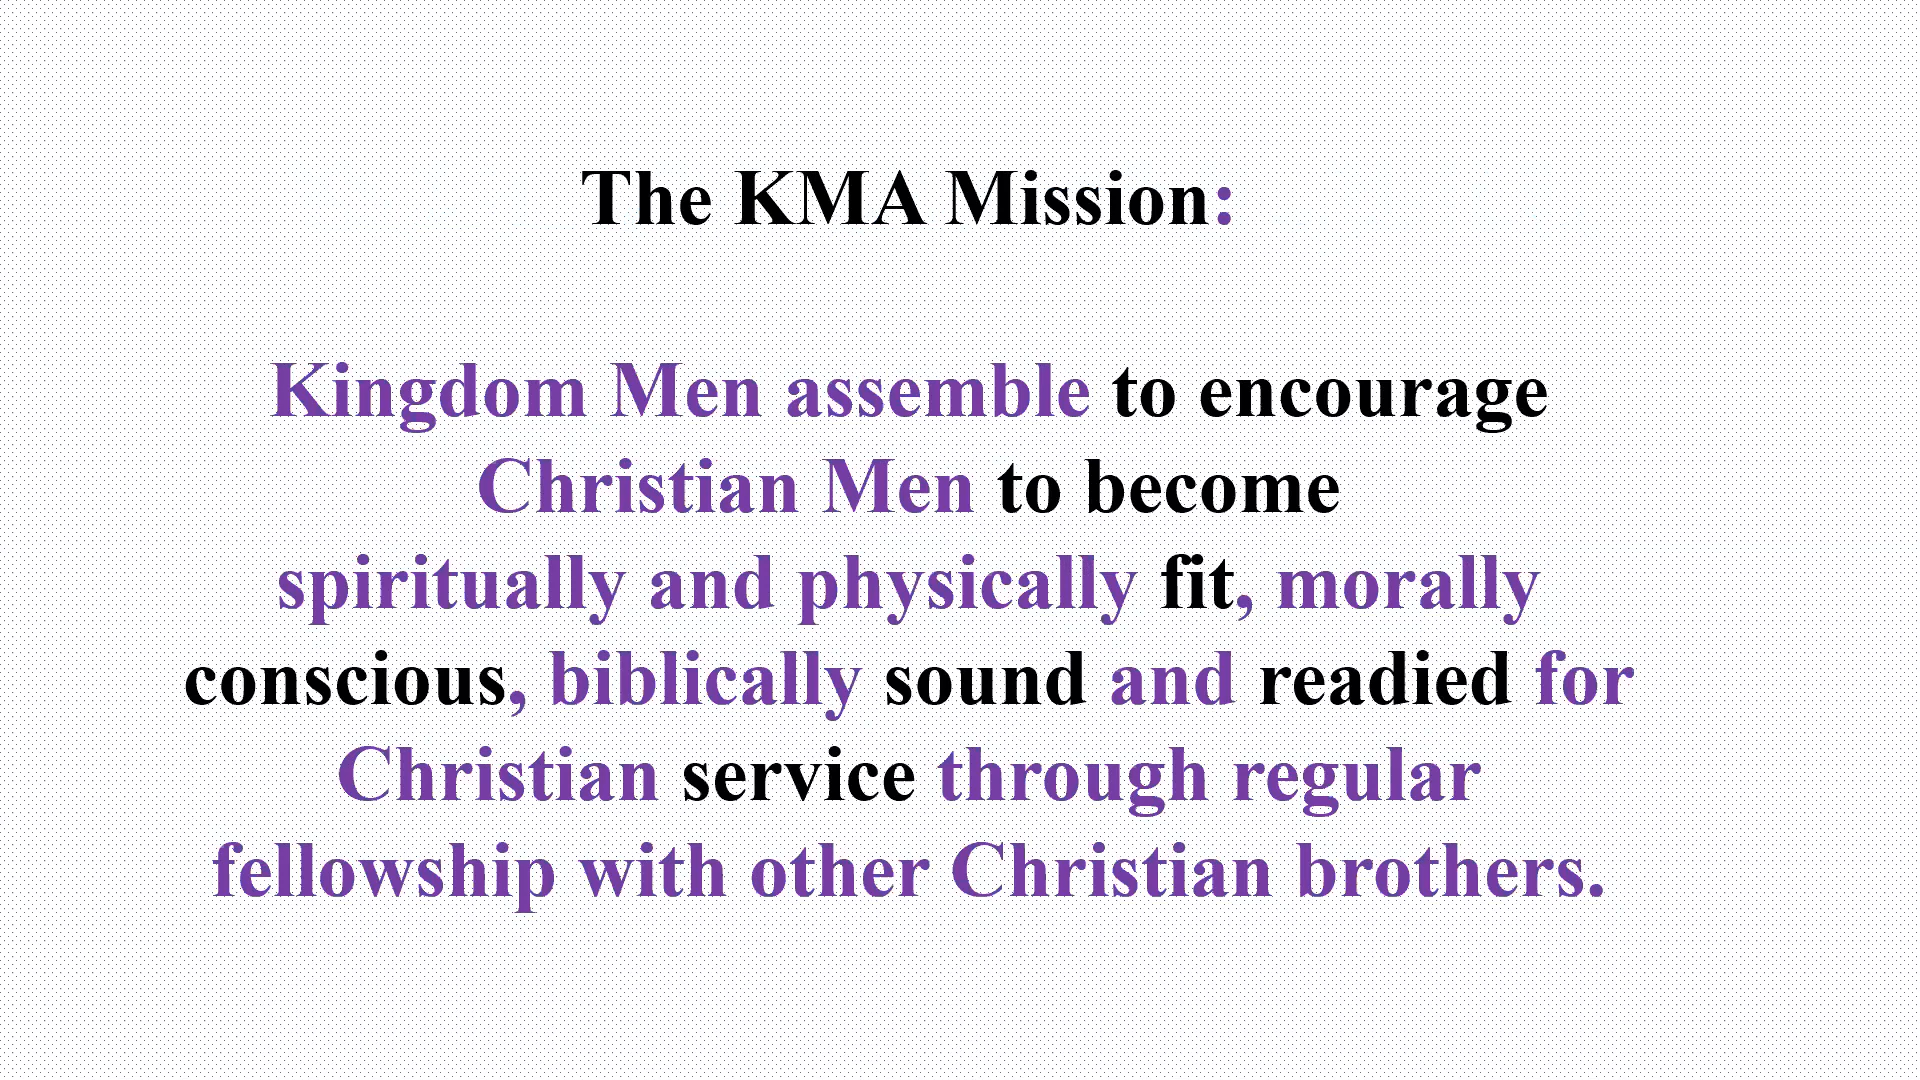 The KMA Mission:
Kingdom Men assemble to encourage
Christian Men to become
spiritually and physically fit, morally
conscious, biblically sound and readied for
Christian service through regular
fellowship with other Christian brothers.